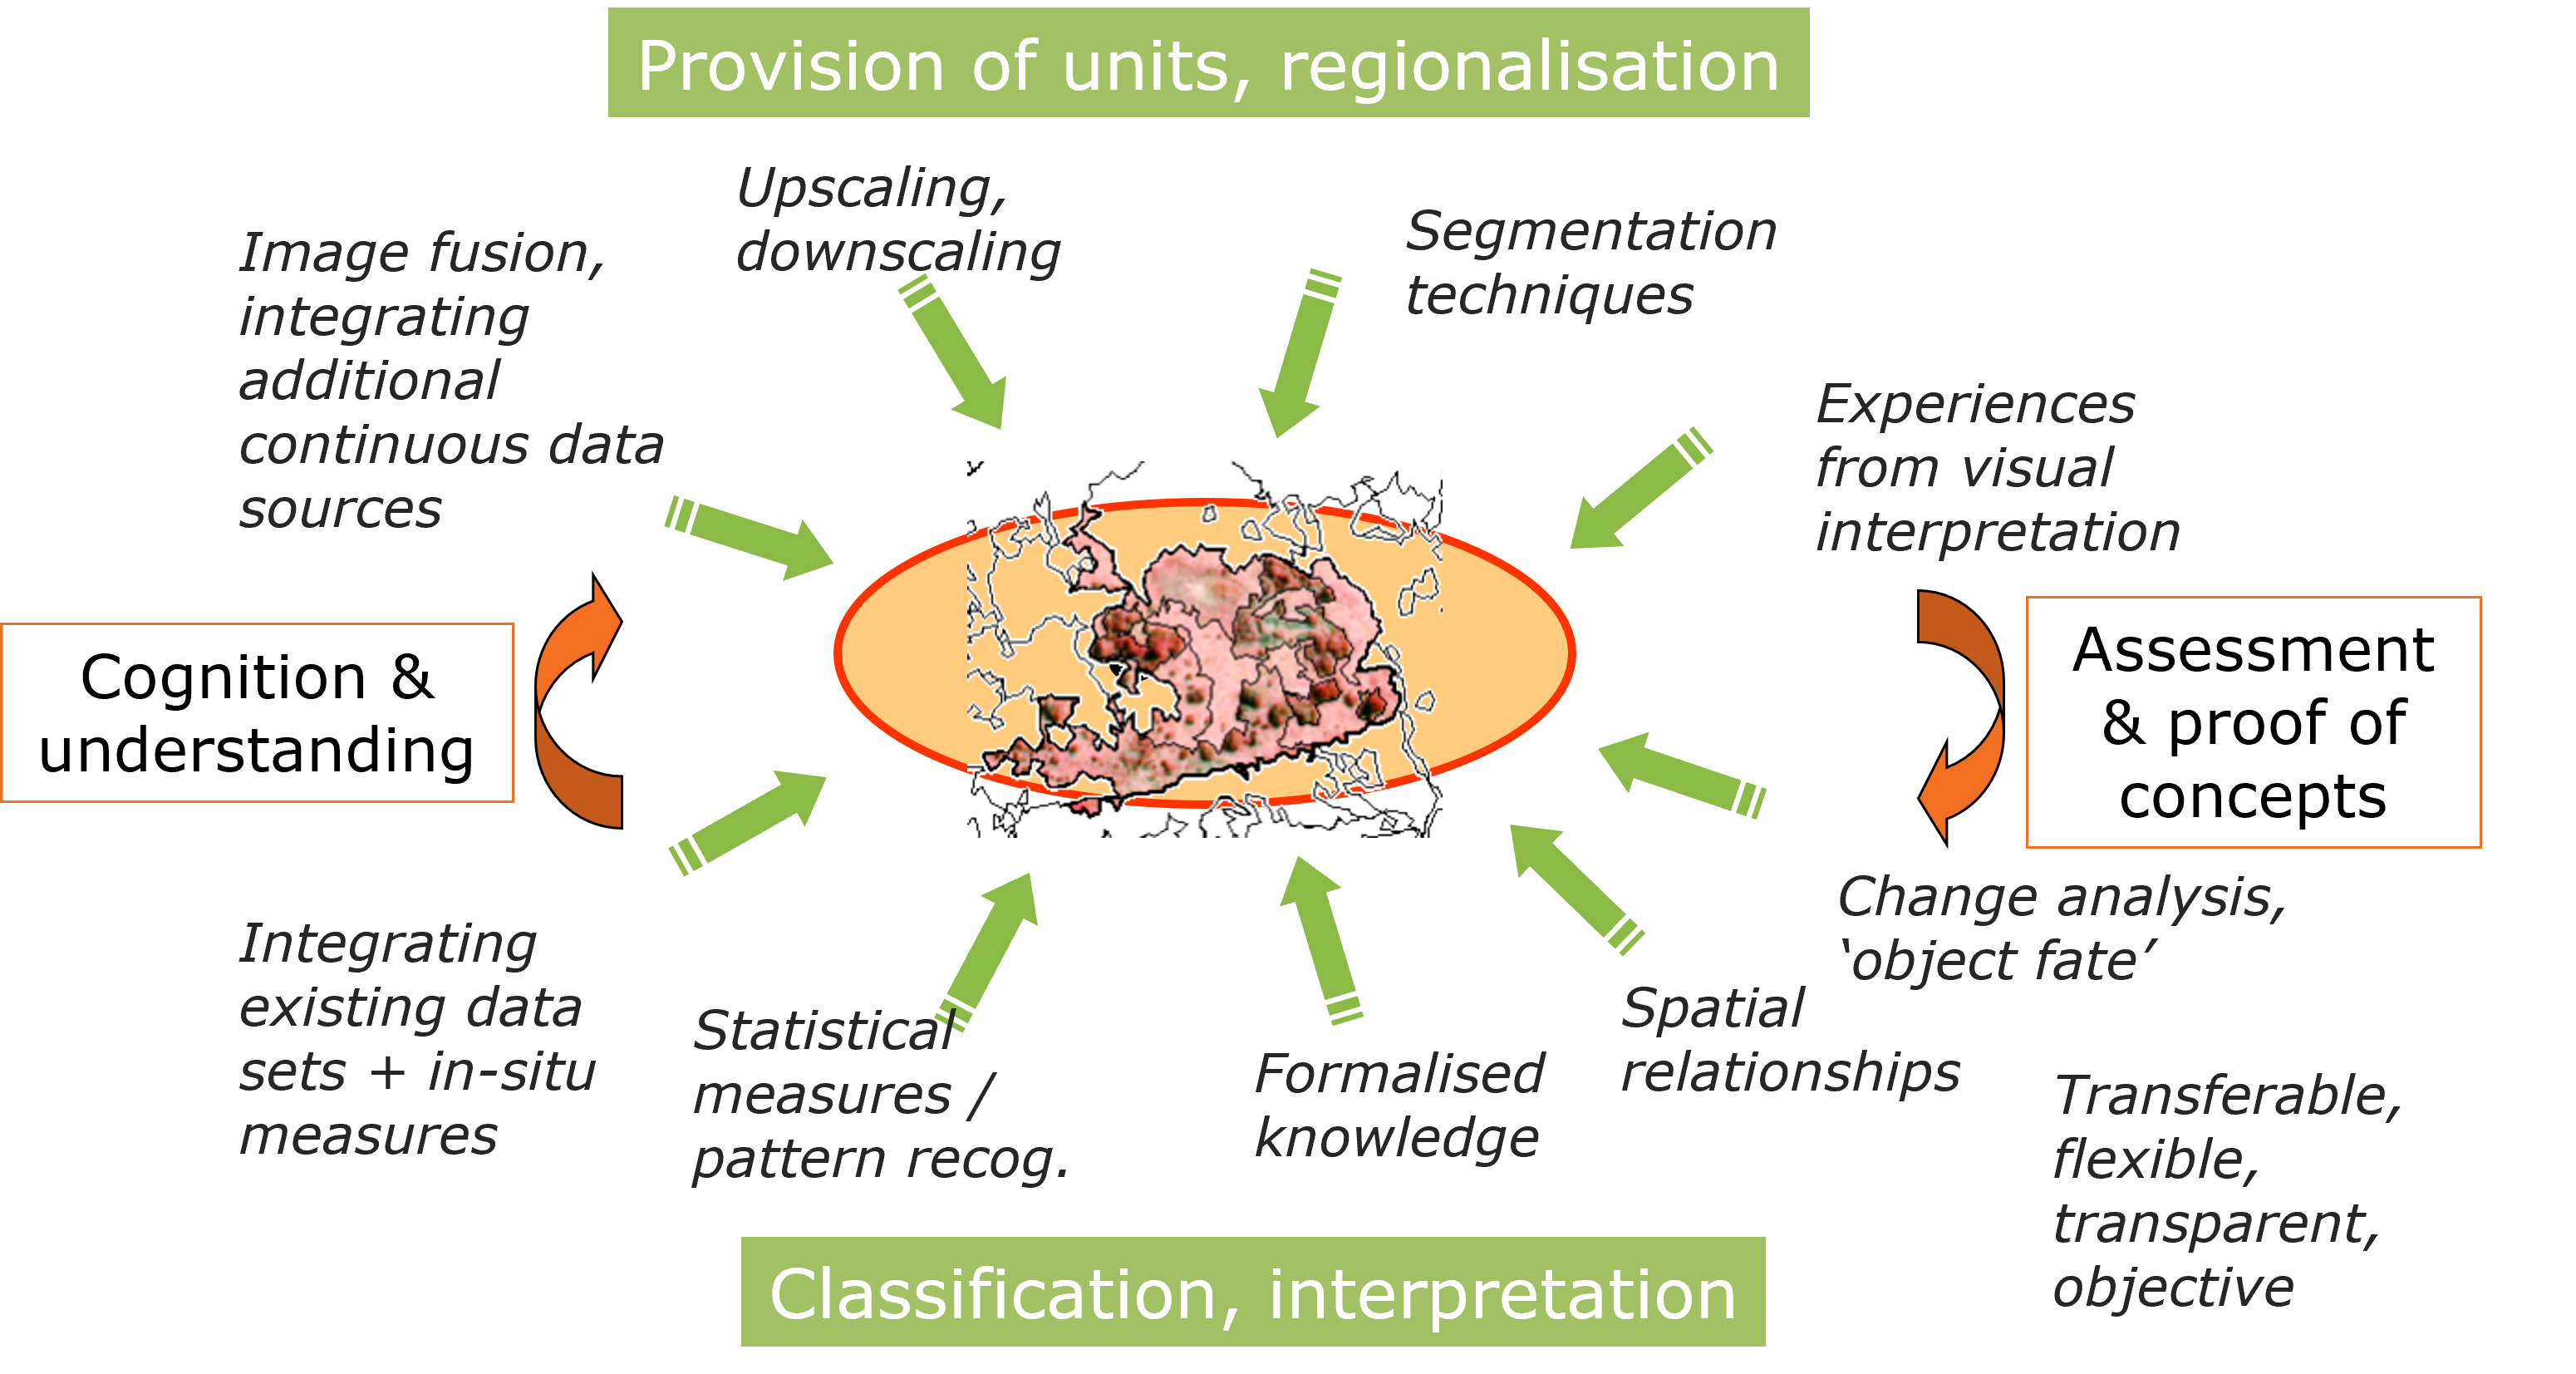 Provision of units, regionalisation
Upscaling,
downscaling
Segmentation
techniques
Image fusion,
integrating
additional
continuous data
sources
Experiences
from visual
interpretation
Cognition &
understanding
Assessment
& proof of
concepts
Change analysis,
‘object fate’
Integrating
existing data
sets + in-situ
measures
Statistical
measures /
pattern recog.
Formalised
knowledge
Spatial
relationships
Transferable,
flexible,
transparent,
objective
Classification, interpretation